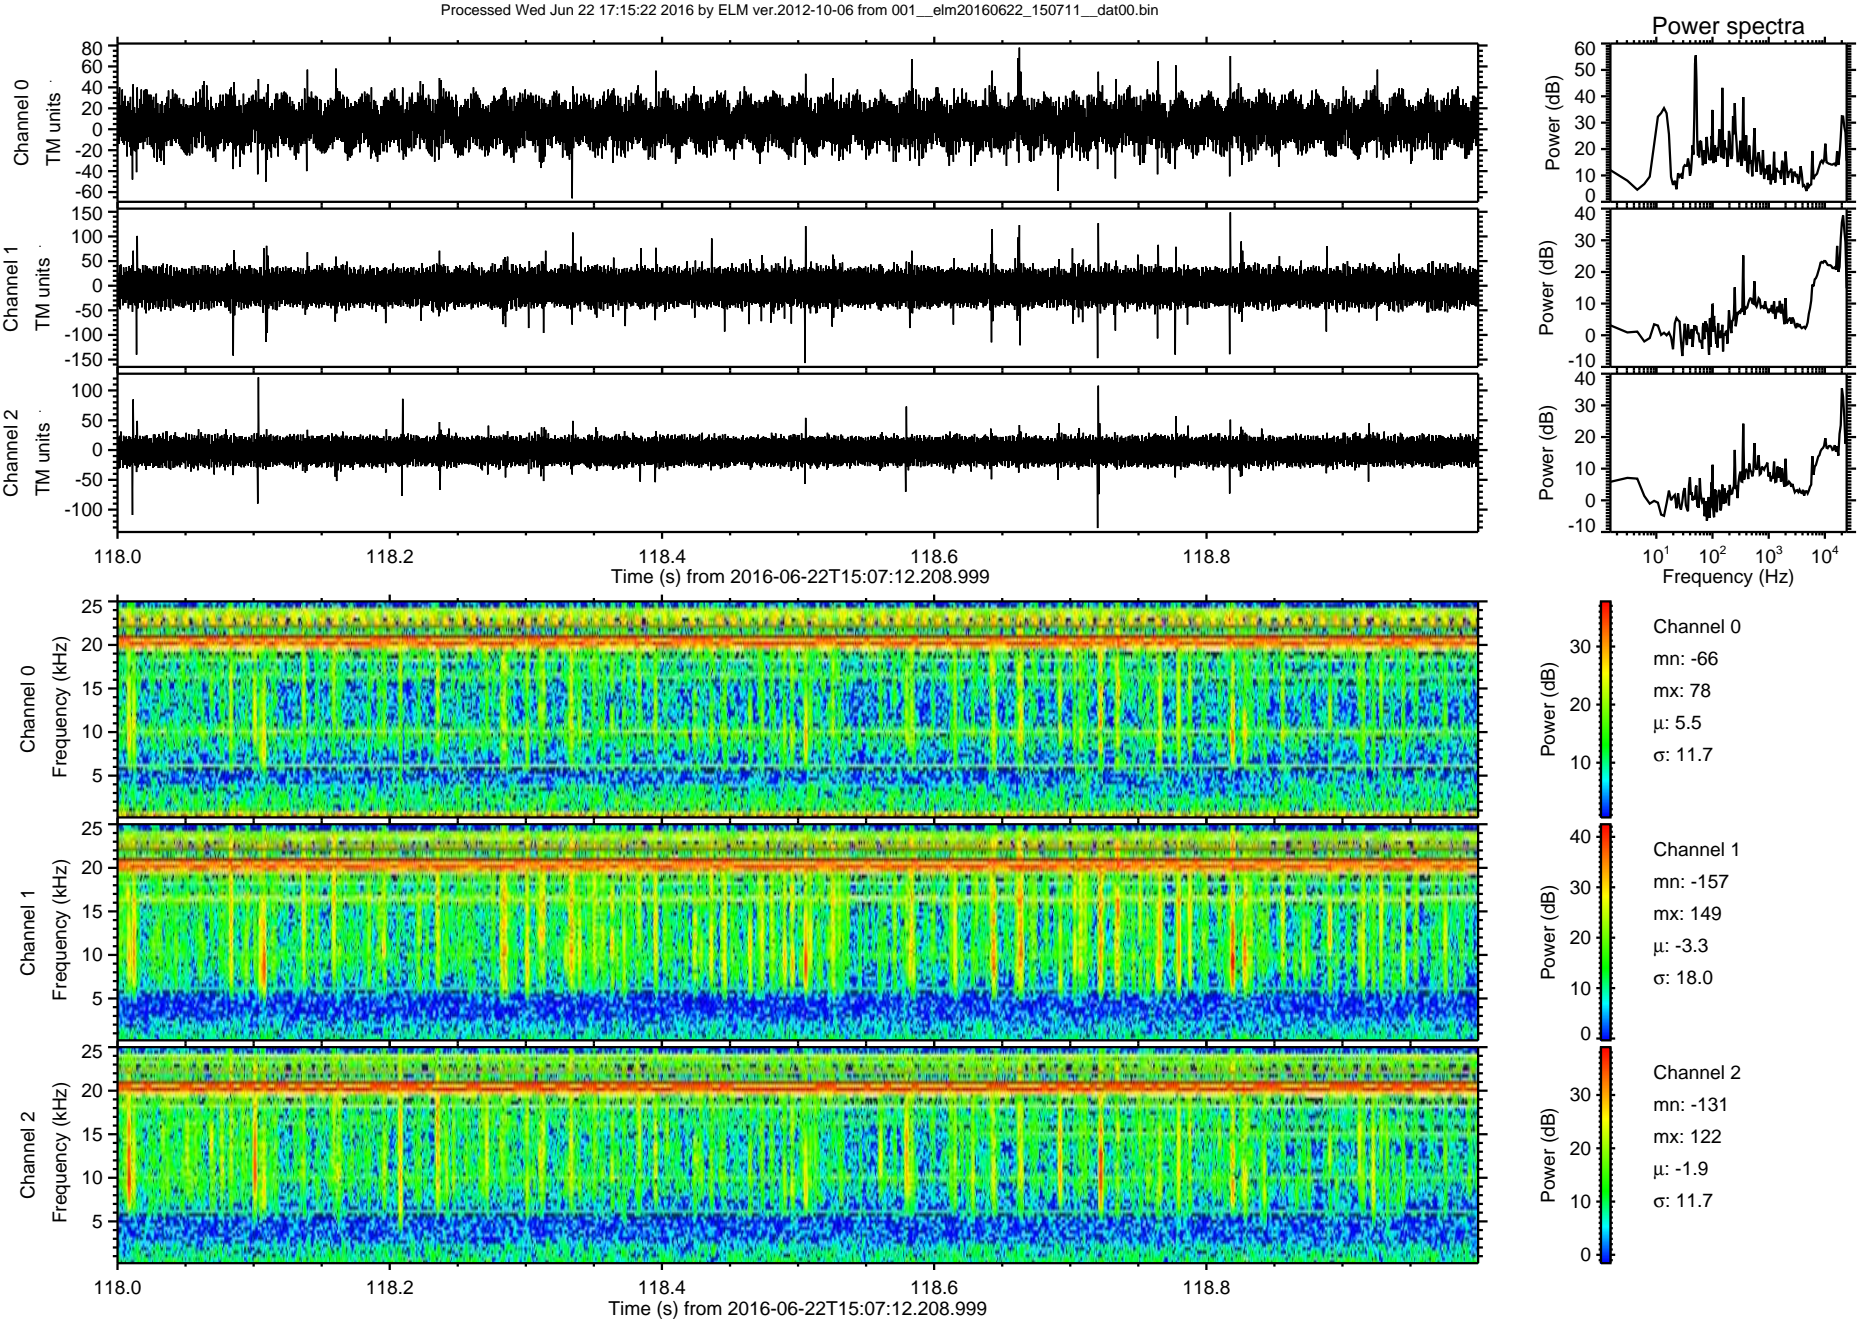 Processed Wed Jun 22 17:15:22 2016 by ELM ver.2012-10-06 from 001__elm20160622_150711__dat00.bin
Power spectra
Channel 0
TM units
80
60
40
20
0
-20
-40
-60
Power (dB)
60
50
40
30
20
10
0
Channel 1
TM units
150
100
50
0
-50
-100
-150
Power (dB)
40
30
20
10
0
-10
Channel 2
TM units
100
50
0
-50
-100
Power (dB)
40
30
20
10
0
-10
118.0 118.2 118.4 118.6 118.8
Time (s) from 2016-06-22T15:07:12.208.999
10¹ 10² 10³ 10⁴
Frequency (Hz)
Channel 0
Frequency (kHz)
25
20
15
10
5
Power (dB)
30
20
10
Channel 0
mn: -66
mx: 78
µ: 5.5
σ: 11.7
Channel 1
Frequency (kHz)
25
20
15
10
5
Power (dB)
40
30
20
10
0
Channel 1
mn: -157
mx: 149
µ: -3.3
σ: 18.0
Channel 2
Frequency (kHz)
25
20
15
10
5
Power (dB)
30
20
10
0
Channel 2
mn: -131
mx: 122
µ: -1.9
σ: 11.7
118.0 118.2 118.4 118.6 118.8
Time (s) from 2016-06-22T15:07:12.208.999